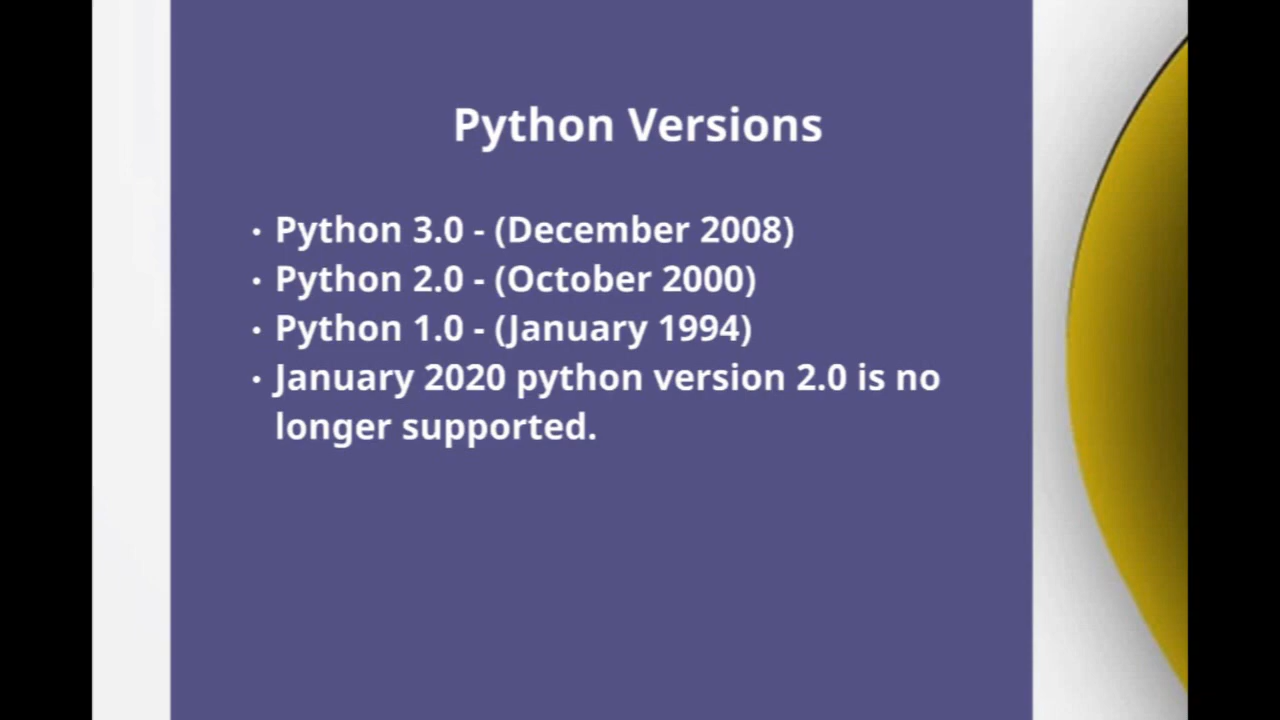 Python Versions
• Python 3.0 - (December 2008)
• Python 2.0 - (October 2000)
• Python 1.0 - (January 1994)
• January 2020 python version 2.0 is no
longer supported.